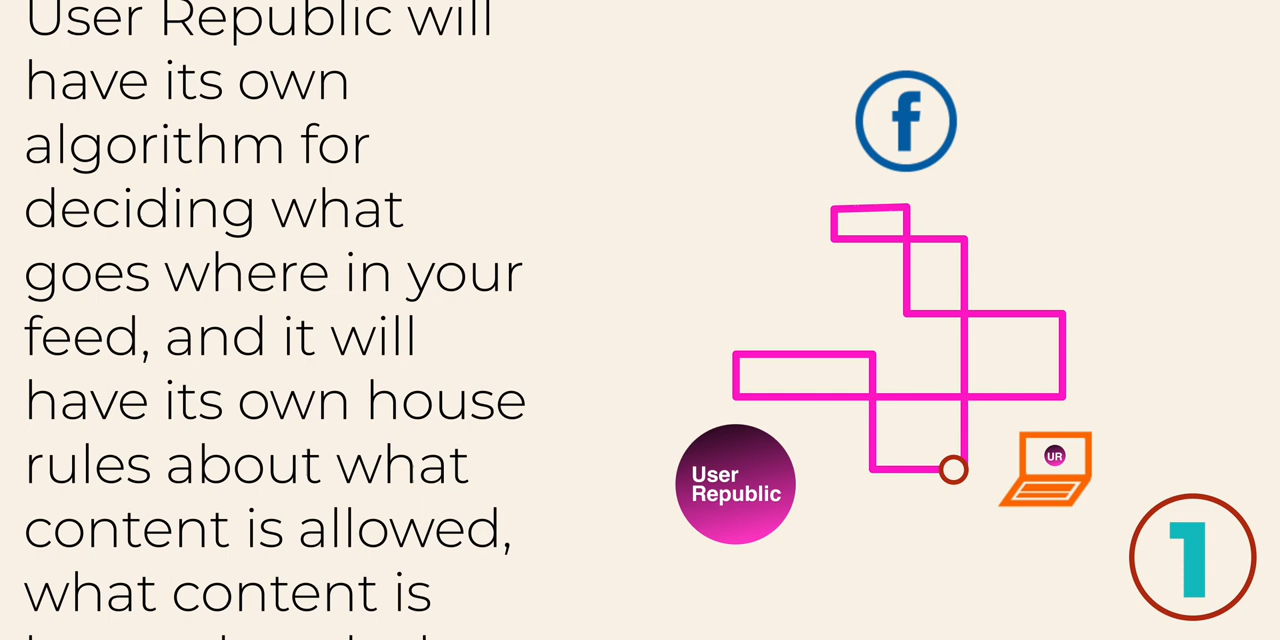 User Republic will
have its own
algorithm for
deciding what
goes where in your
feed, and it will
have its own house
rules about what
content is allowed,
what content is
f
User
Republic
UR
1